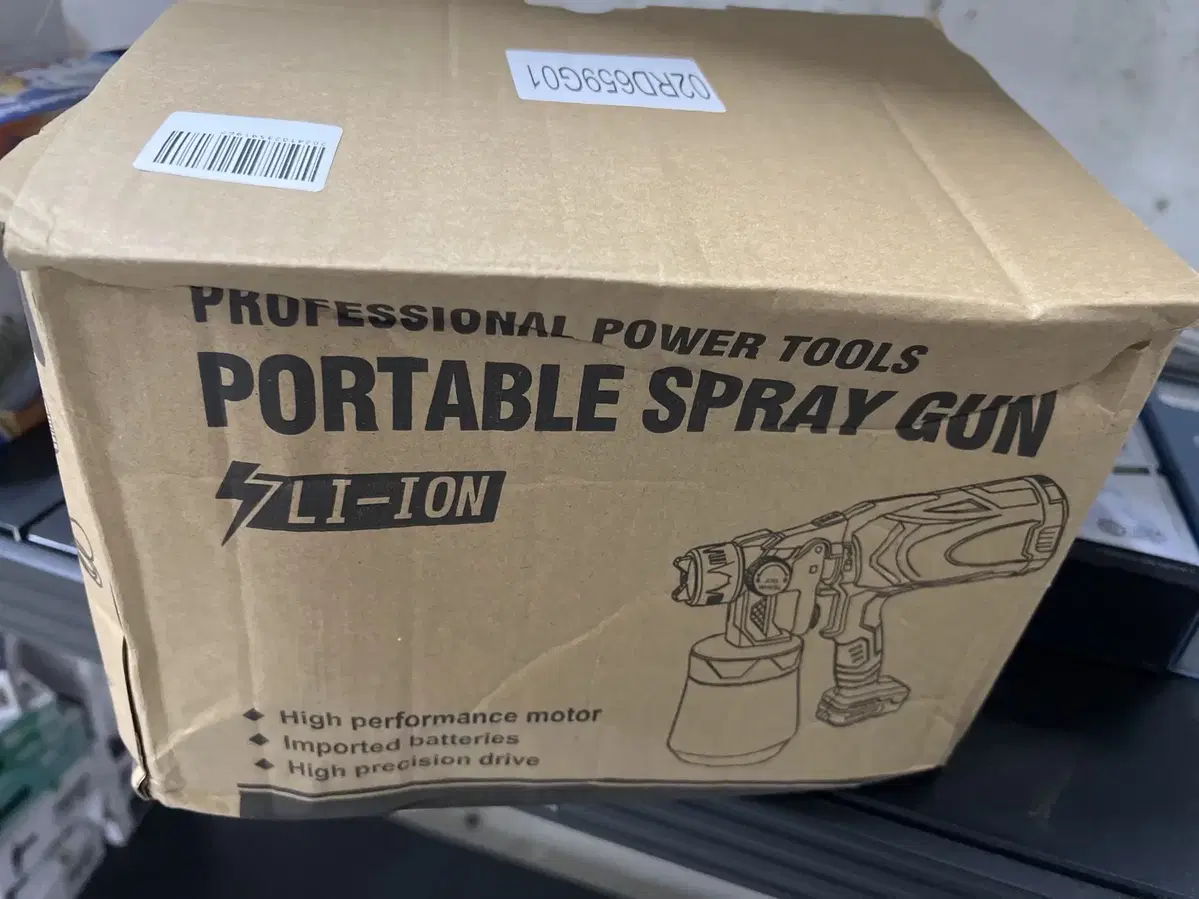 02RD659G01
PROFESSIONAL POWER TOOLS
PORTABLE SPRAY GUN
LI-ION
High performance motor
Imported batteries
High precision drive